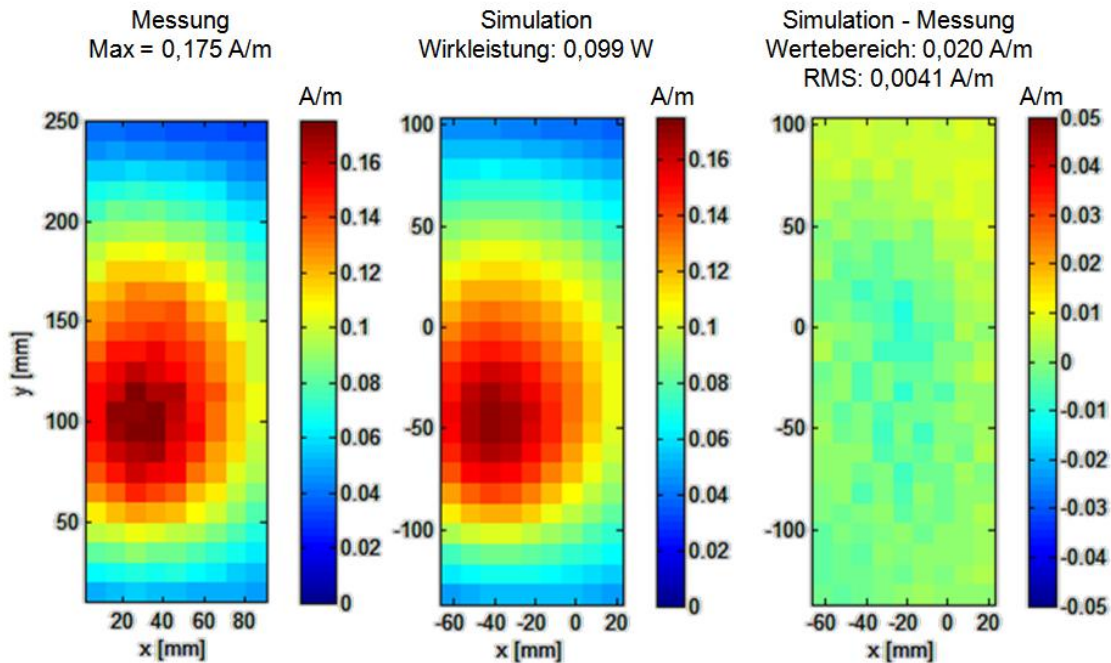 Messung
Max = 0,175 A/m
Simulation
Wirkleistung: 0,099 W
Simulation - Messung
Wertebereich: 0,020 A/m
RMS: 0,0041 A/m
A/m
A/m
A/m
y [mm]
250
200
150
100
50
20 40 60 80
x [mm]
0.16
0.14
0.12
0.1
0.08
0.06
0.04
0.02
0
100
50
0
-50
-100
-60 -40 -20 0 20
x [mm]
0.16
0.14
0.12
0.1
0.08
0.06
0.04
0.02
0
100
50
0
-50
-100
-60 -40 -20 0 20
x [mm]
0.05
0.04
0.03
0.02
0.01
0
-0.01
-0.02
-0.03
-0.04
-0.05